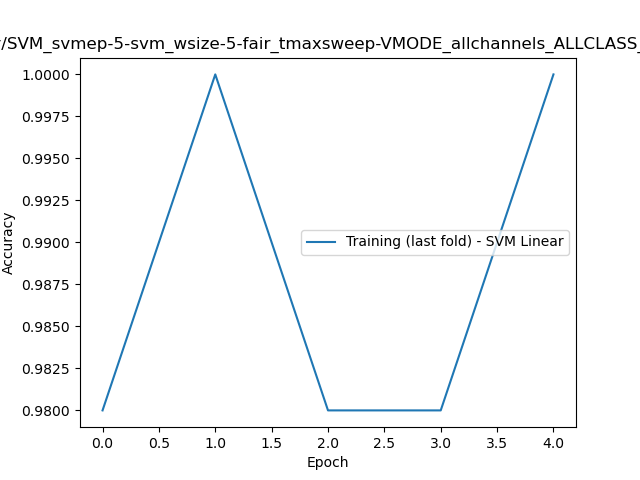 /SVM_svmep-5-svm_wsize-5-fair_tmaxsweep-VMODE_allchannels_ALLCLASS_
1.0000
0.9975
0.9950
0.9925
0.9900
0.9875
0.9850
0.9825
0.9800
Accuracy
Training (last fold) - SVM Linear
0.0 0.5 1.0 1.5 2.0 2.5 3.0 3.5 4.0
Epoch